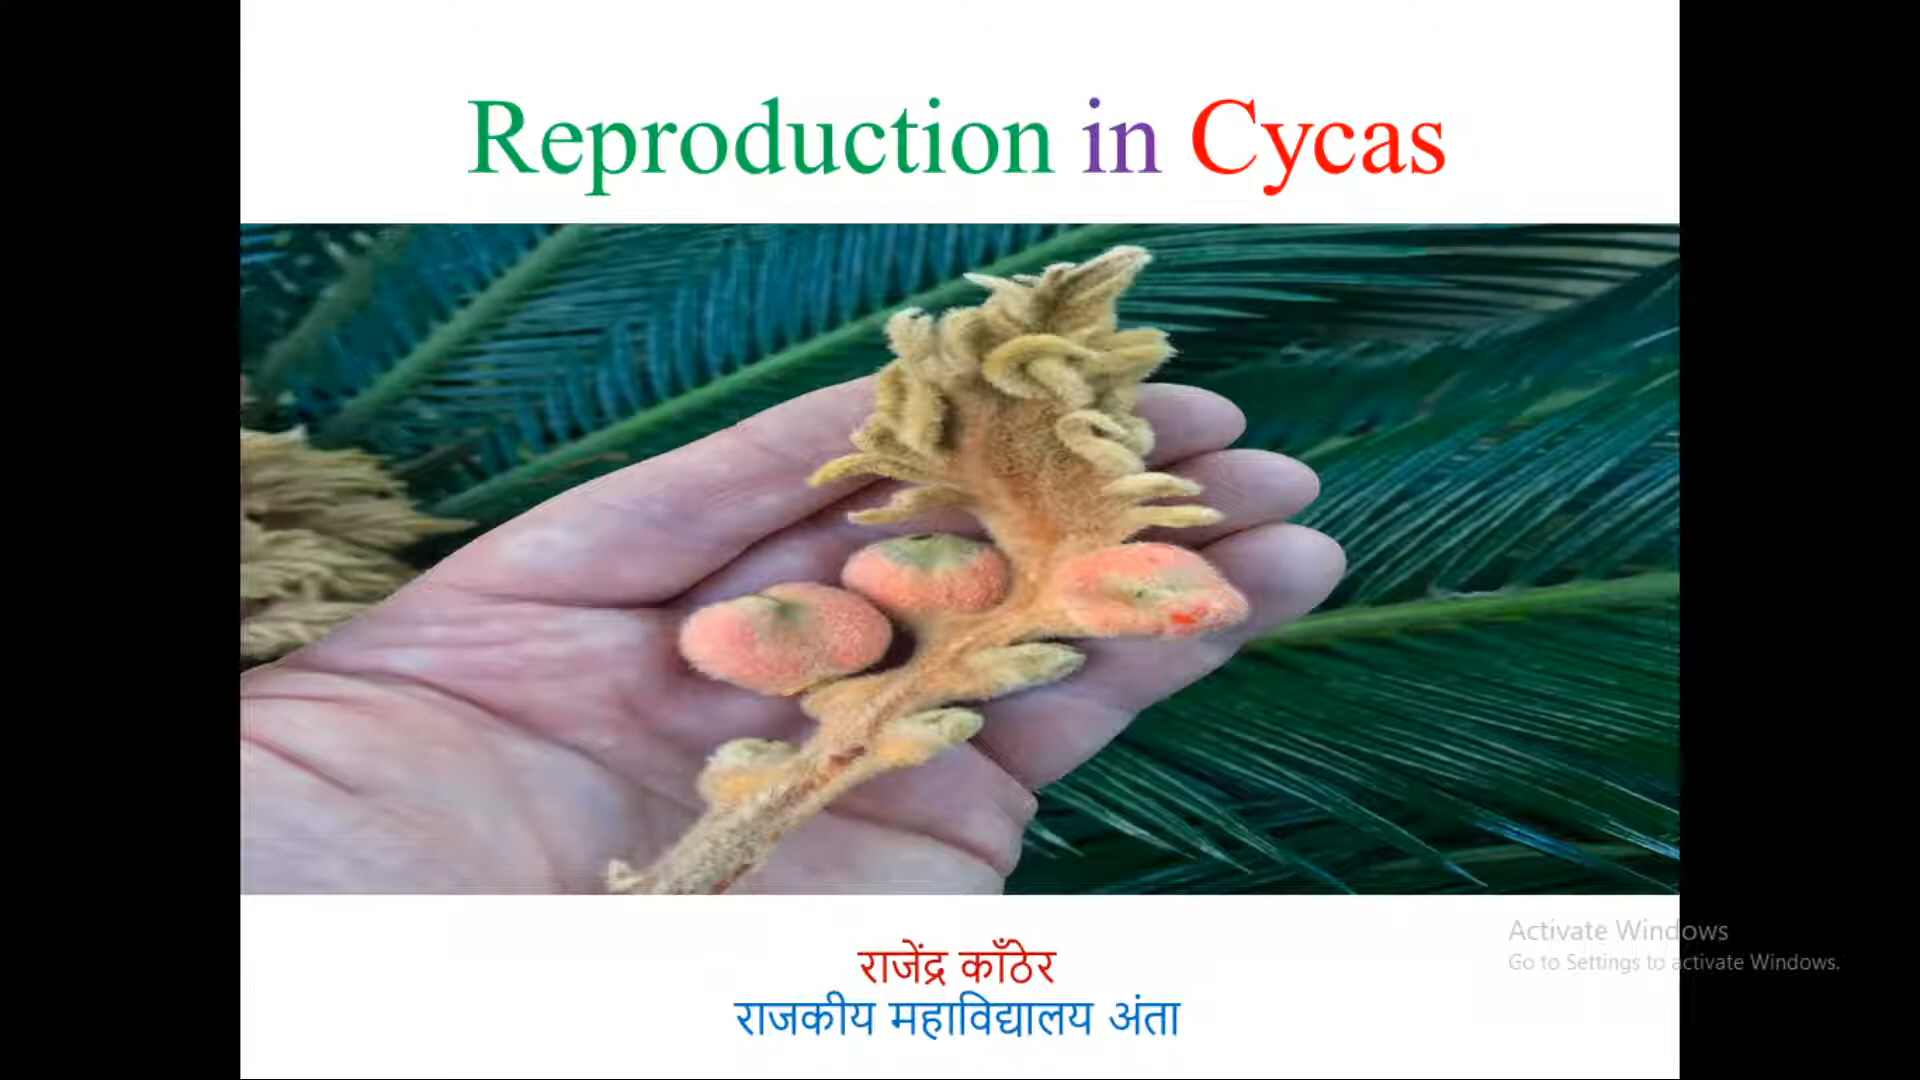 Reproduction in Cycas
राजेंद्र काँठेर
राजकीय महाविद्यालय अंता
Activate Windows
Go to Settings to activate Windows.